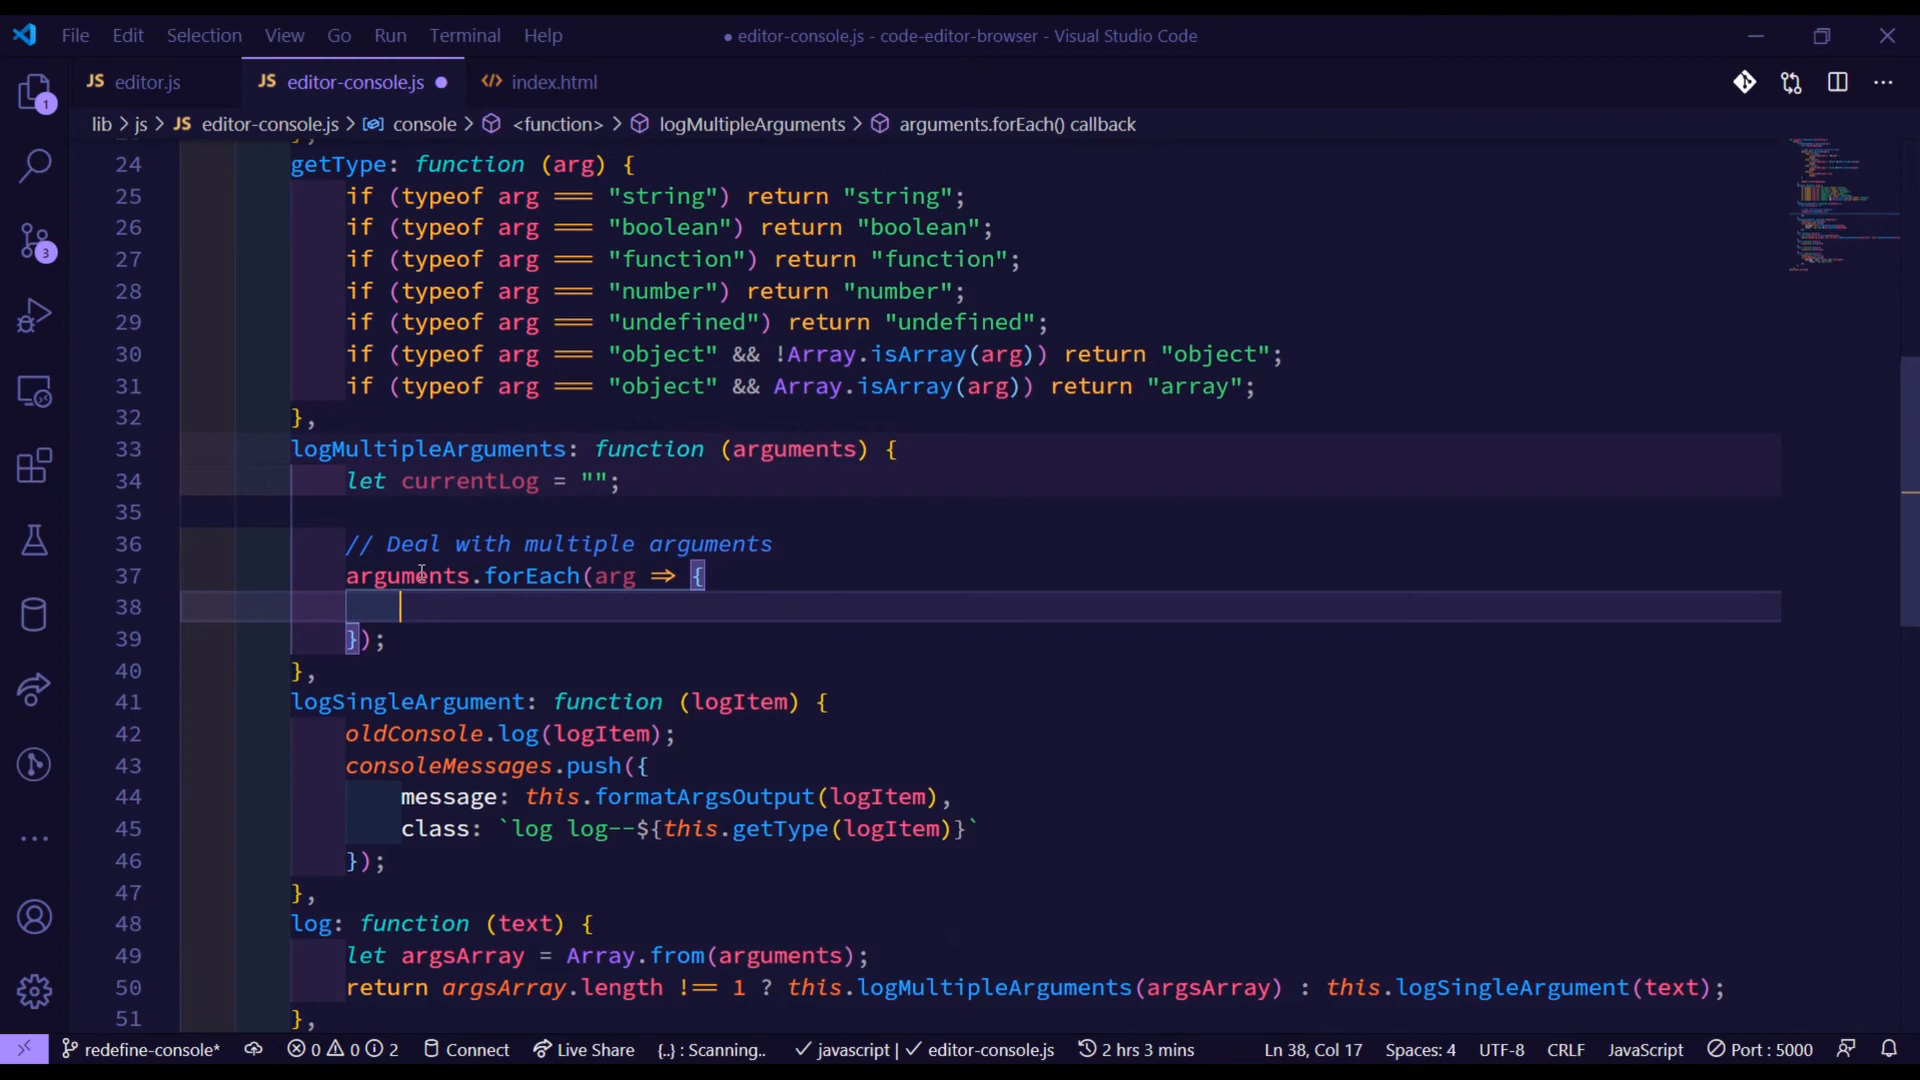 File Edit Selection View Go Run Terminal Help
● editor-console.js - code-editor-browser - Visual Studio Code
JS editor.js
JS editor-console.js ●
</> index.html
lib > js > JS editor-console.js > console > <function> > logMultipleArguments > arguments.forEach() callback
24 getType: function (arg) {
25 if (typeof arg === "string") return "string";
26 if (typeof arg === "boolean") return "boolean";
27 if (typeof arg === "function") return "function";
28 if (typeof arg === "number") return "number";
29 if (typeof arg === "undefined") return "undefined";
30 if (typeof arg === "object" && !Array.isArray(arg)) return "object";
31 if (typeof arg === "object" && Array.isArray(arg)) return "array";
32 },
33 logMultipleArguments: function (arguments) {
34 let currentLog = "";
35
36 // Deal with multiple arguments
37 arguments.forEach(arg => {
38
39 });
40 },
41 logSingleArgument: function (logItem) {
42 oldConsole.log(logItem);
43 consoleMessages.push({
44 message: this.formatArgsOutput(logItem),
45 class: `log log--${this.getType(logItem)}`
46 });
47 },
48 log: function (text) {
49 let argsArray = Array.from(arguments);
50 return argsArray.length !== 1 ? this.logMultipleArguments(argsArray) : this.logSingleArgument(text);
51 },
1
3
redefine-console* 0 0 2 Connect Live Share {..} : Scanning.. ✓ javascript | ✓ editor-console.js 2 hrs 3 mins Ln 38, Col 17 Spaces: 4 UTF-8 CRLF JavaScript Port : 5000